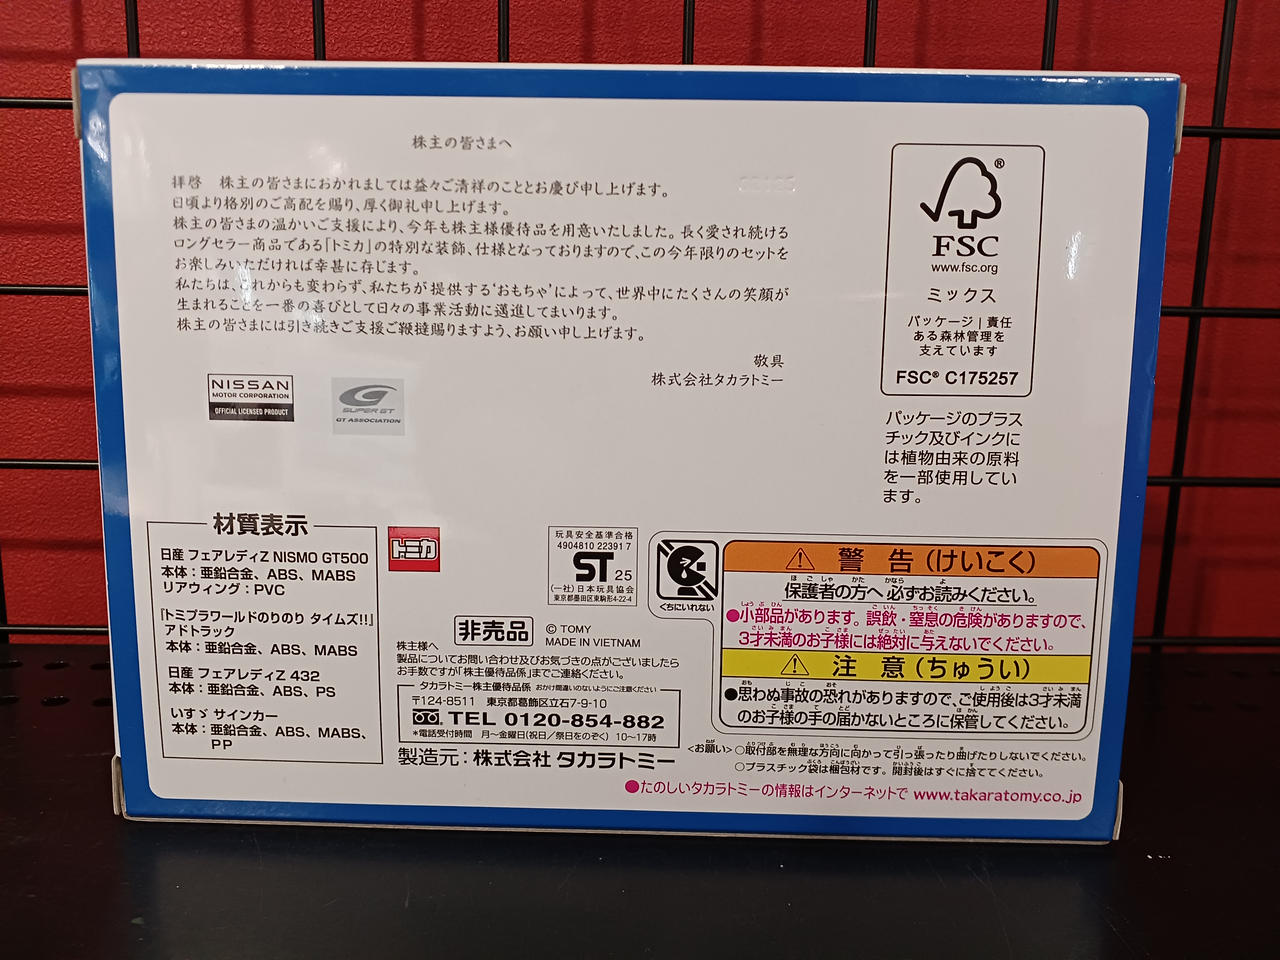 株主の皆さまへ
拝啓　株主の皆さまにおかれましては益々ご清祥のこととお慶び申し上げます。
日頃より格別のご高配を賜り、厚く御礼申し上げます。
株主の皆さまの温かいご支援により、今年も株主様優待品を用意いたしました。長く愛され続ける
ロングセラー商品である「トミカ」の特別な装飾、仕様となっておりますので、この今年限りのセットを
お楽しみいただければ幸甚に存じます。
私たちは、これからも変わらず、私たちが提供する‘おもちゃ’によって、世界中にたくさんの笑顔が
生まれることを一番の喜びとして日々の事業活動に邁進してまいります。
株主の皆さまには引き続きご支援ご鞭撻賜りますよう、お願い申し上げます。
敬具
株式会社タカラトミー
NISSAN
MOTOR CORPORATION
OFFICIAL LICENSED PRODUCT
SUPER GT
GT ASSOCIATION
®
FSC
www.fsc.org
ミックス
パッケージ｜責任
ある森林管理を
支えています
FSC® C175257
パッケージのプラス
チック及びインクに
は植物由来の原料
を一部使用してい
ます。
材質表示
日産 フェアレディZ NISMO GT500
本体：亜鉛合金、ABS、MABS
リアウィング：PVC
「トミプラワールドのりのり タイムズ!!」
アドトラック
本体：亜鉛合金、ABS、MABS
日産 フェアレディZ 432
本体：亜鉛合金、ABS、PS
いすゞ サインカー
本体：亜鉛合金、ABS、MABS、
PP
トミカ
玩具安全基準合格
4904810 22391 7
ST 25
(一社)日本玩具協会
東京都墨田区東駒形4-22-4
非売品
© TOMY
MADE IN VIETNAM
株主様へ
製品についてお問い合わせ及びお気づきの点がございましたら
お手数ですが「株主優待品係」までご連絡ください。
タカラトミー株主優待品係 おかけ間違いのないようにご注意ください
〒124-8511　東京都葛飾区立石7-9-10
TEL 0120-854-882
*電話受付時間　月～金曜日(祝日／祭日をのぞく) 10～17時
製造元：株式会社 タカラトミー
くちにいれない
警 告（けいこく）
保護者の方へ 必ずお読みください。
●小部品があります。誤飲・窒息の危険がありますので、
3才未満のお子様には絶対に与えないでください。
注 意（ちゅうい）
●思わぬ事故の恐れがありますので、ご使用後は3才未満
のお子様の手の届かないところに保管してください。
<お願い> ○取付部を無理な方向に向かって引っ張ったり曲げたりしないでください。
○プラスチック袋は梱包材です。開封後はすぐに捨ててください。
●たのしいタカラトミーの情報はインターネットで www.takaratomy.co.jp